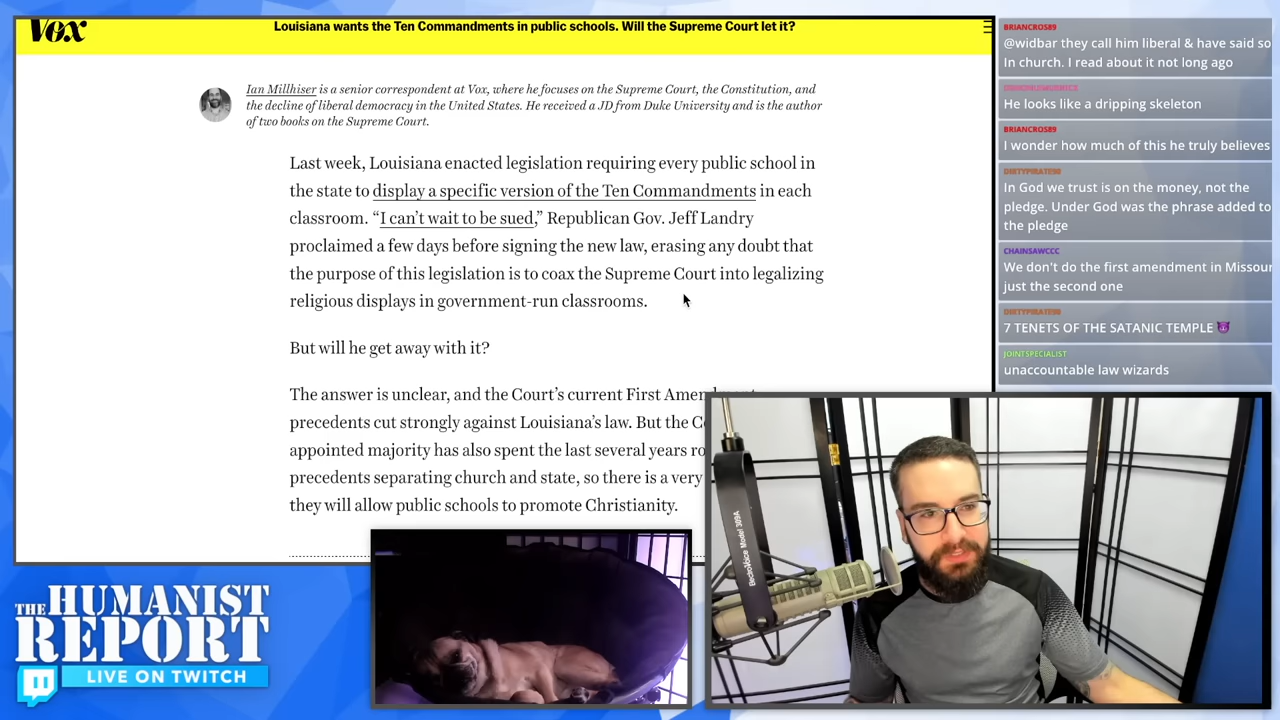 Vox
Louisiana wants the Ten Commandments in public schools. Will the Supreme Court let it?
Ian Millhiser is a senior correspondent at Vox, where he focuses on the Supreme Court, the Constitution, and
the decline of liberal democracy in the United States. He received a JD from Duke University and is the author
of two books on the Supreme Court.
Last week, Louisiana enacted legislation requiring every public school in
the state to display a specific version of the Ten Commandments in each
classroom. “I can’t wait to be sued,” Republican Gov. Jeff Landry
proclaimed a few days before signing the new law, erasing any doubt that
the purpose of this legislation is to coax the Supreme Court into legalizing
religious displays in government-run classrooms.
But will he get away with it?
The answer is unclear, and the Court’s current First Amendment
precedents cut strongly against Louisiana’s law. But the
appointed majority has also spent the last several years
precedents separating church and state, so there is a very
they will allow public schools to promote Christianity.
BRIANCROS89
@widbar they call him liberal & have said so
In church. I read about it not long ago
He looks like a dripping skeleton
BRIANCROS89
I wonder how much of this he truly believes
DIRTYPIRATE90
In God we trust is on the money, not the
pledge. Under God was the phrase added to
the pledge
CHAINSAWCCC
We don't do the first amendment in Missour
just the second one
DIRTYPIRATE90
7 TENETS OF THE SATANIC TEMPLE 😈
JOINTSPECIALIST
unaccountable law wizards
ElectroVoice Model 309A
THE HUMANIST
REPORT
LIVE ON TWITCH